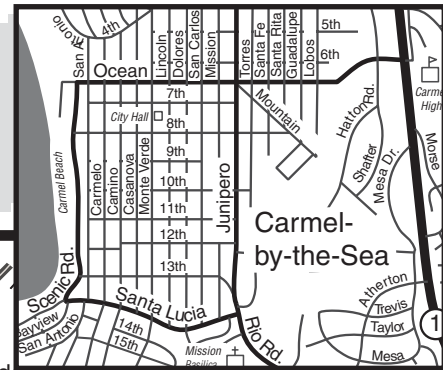 4th
San A
Antonio
Lincoln
Dolores
San Carlos
Mission
Torres
Santa Fe
Santa Rita
Guadalupe
Lobos
5th
6th
Ocean
7th
City Hall
8th
Mountain
Hatton Rd.
Carme
High
Morse
Shafter
Mesa Dr.
Carmel Beach
Carmelo
Camino
Casanova
Monte Verde
9th
10th
11th
12th
13th
Junipero
Carmel-
by-the-Sea
Scenic Rd.
Santa Lucia
Bayview
San Antonio
14th
15th
Mission
Basilica
Rio Rd.
Atherton
Trevis
Taylor
Mesa
1
d